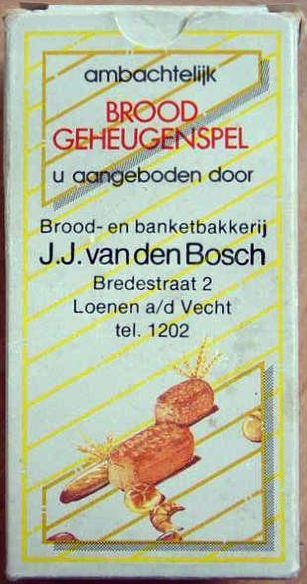 ambachtelijk
BROOD
GEHEUGENSPEL
u aangeboden door
Brood- en banketbakkerij
J.J. van den Bosch
Bredestraat 2
Loenen a/d Vecht
tel. 1202